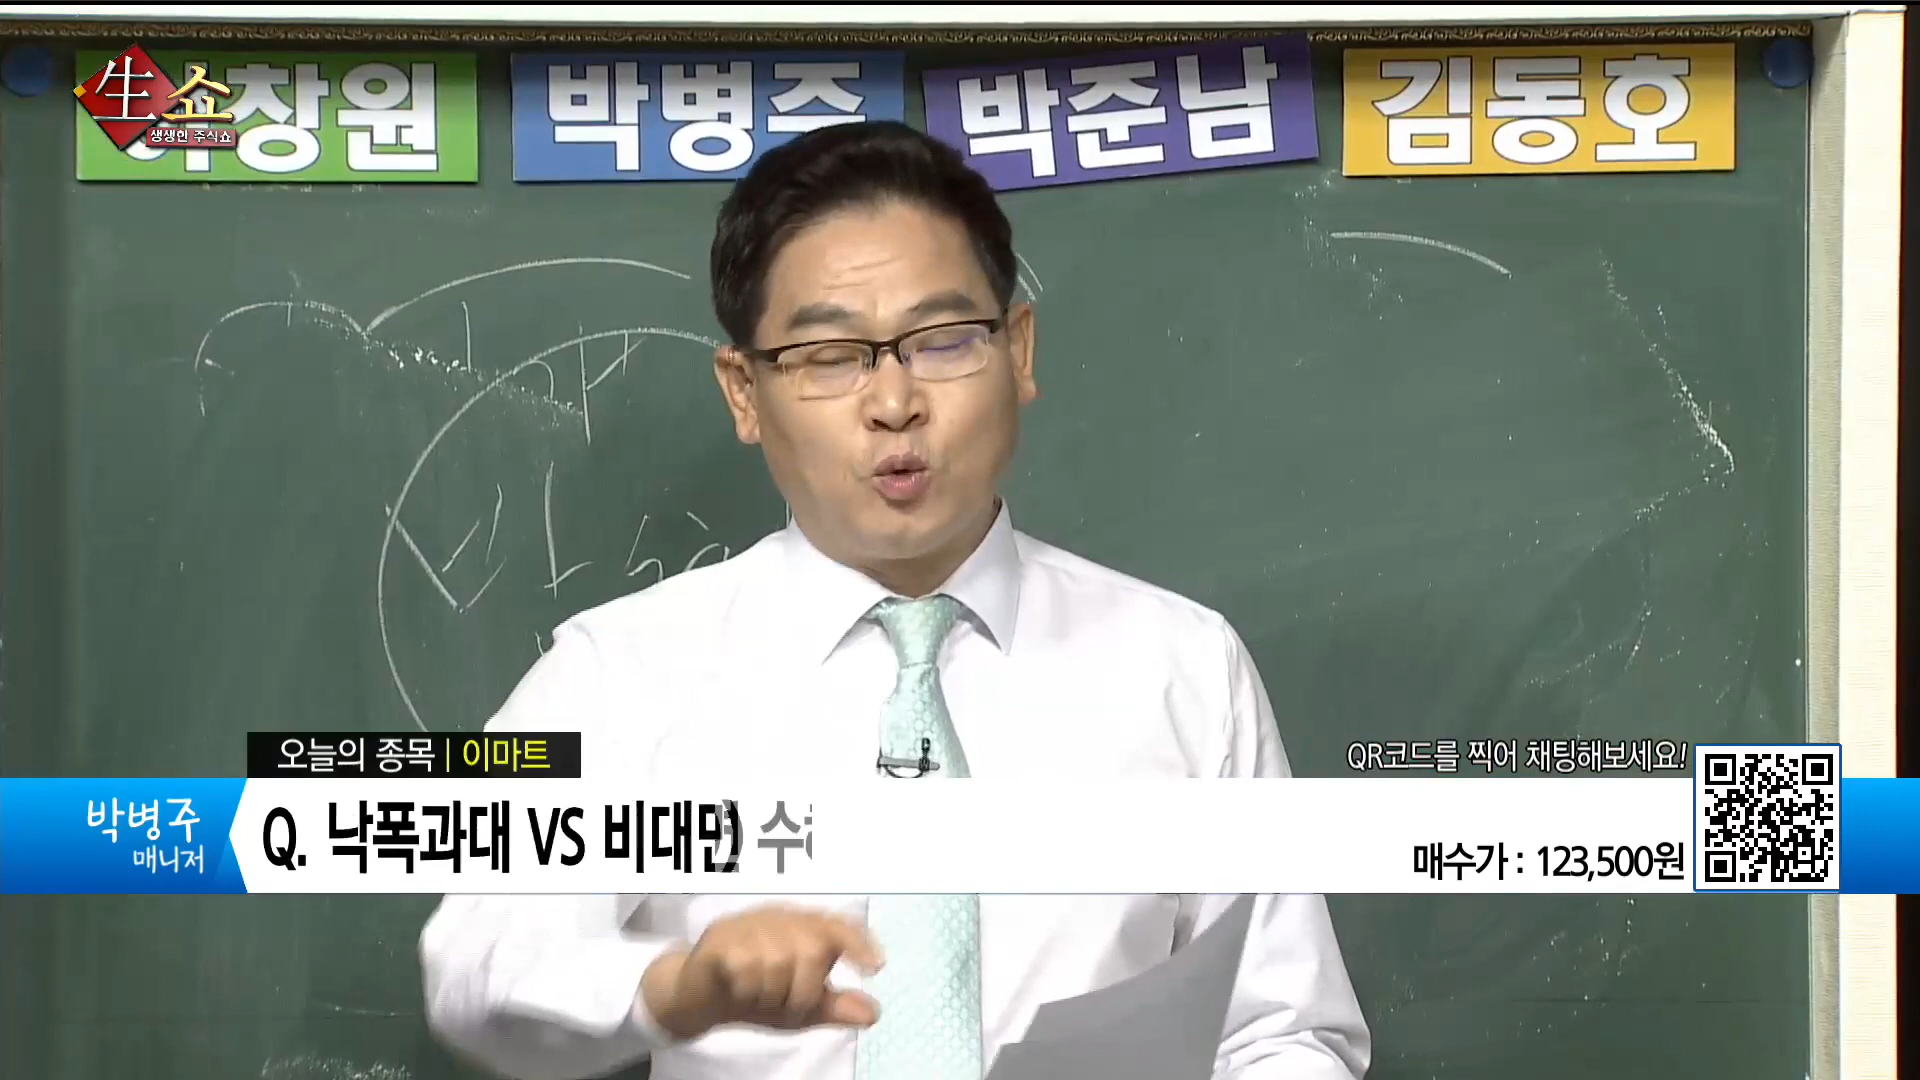 生쇼
생생한 주식쇼
창원
박병주
박준남
김동호
오늘의 종목 | 이마트
QR코드를 찍어 채팅해보세요!
박병주
매니저
Q. 낙폭과대 VS 비대면 수
매수가 : 123,500원